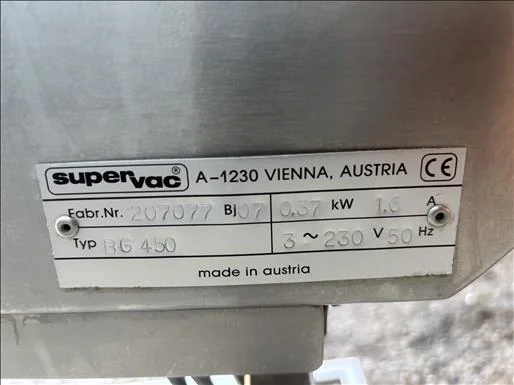 supervac® A-1230 VIENNA, AUSTRIA CE
Fabr.Nr. 207077 Bj 07 0.37 kW 1.6 A
Typ BG 450 3~230 V 50 Hz
made in austria